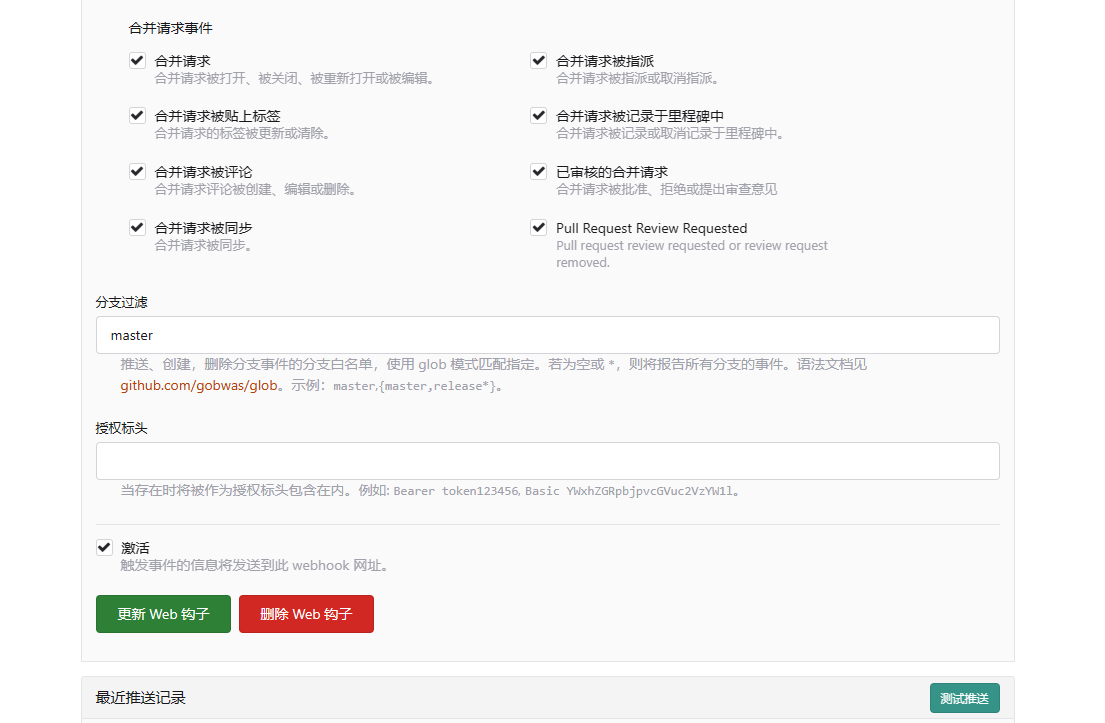 合并请求事件
合并请求
合并请求被打开、被关闭、被重新打开或被编辑。
合并请求被指派
合并请求被指派或取消指派。
合并请求被贴上标签
合并请求的标签被更新或清除。
合并请求被记录于里程碑中
合并请求被记录或取消记录于里程碑中。
合并请求被评论
合并请求评论被创建、编辑或删除。
已审核的合并请求
合并请求被批准、拒绝或提出审查意见
合并请求被同步
合并请求被同步。
Pull Request Review Requested
Pull request review requested or review request
removed.
分支过滤
master
推送、创建，删除分支事件的分支白名单，使用 glob 模式匹配指定。若为空或 *，则将报告所有分支的事件。语法文档见
github.com/gobwas/glob。示例：master,{master,release*}。
授权标头
当存在时将被作为授权标头包含在内。例如: Bearer token123456, Basic YWxhZGRpbjpvcGVuc2VzYW1l。
激活
触发事件的信息将发送到此 webhook 网址。
更新 Web 钩子
删除 Web 钩子
最近推送记录
测试推送